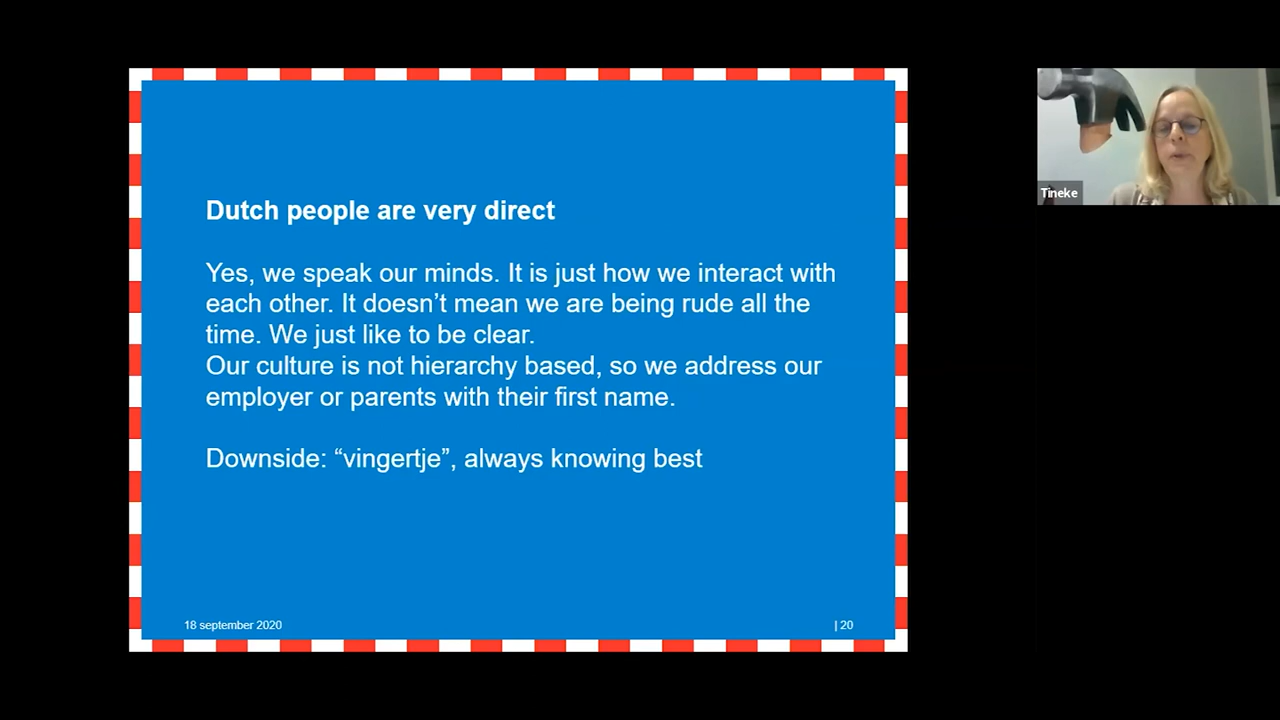 Dutch people are very direct
Yes, we speak our minds. It is just how we interact with
each other. It doesn’t mean we are being rude all the
time. We just like to be clear.
Our culture is not hierarchy based, so we address our
employer or parents with their first name.
Downside: “vingertje”, always knowing best
18 september 2020
| 20
Tineke